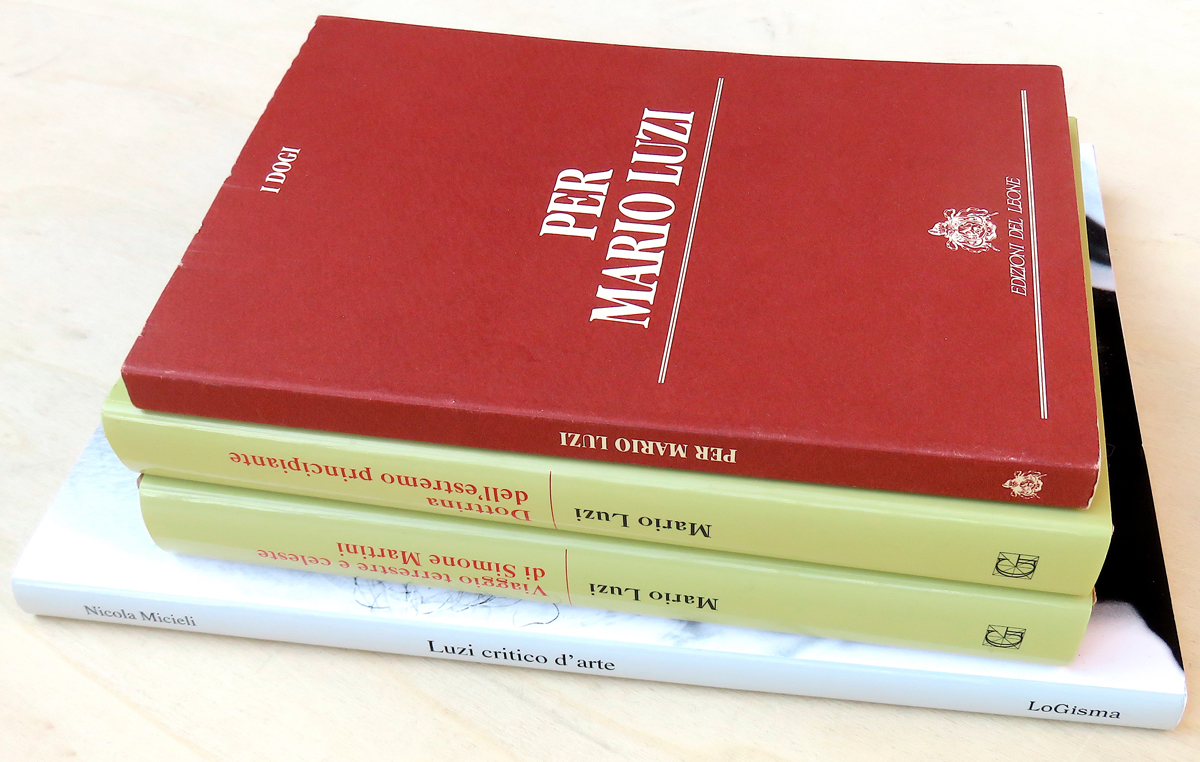 I DOGI
PER
MARIO LUZI
EDIZIONI DEL LEONE
PER MARIO LUZI
Mario Luzi
Dottrina
dell'estremo principiante
Mario Luzi
Viaggio terrestre e celeste
di Simone Martini
Nicola Micieli
Luzi critico d'arte
LoGisma